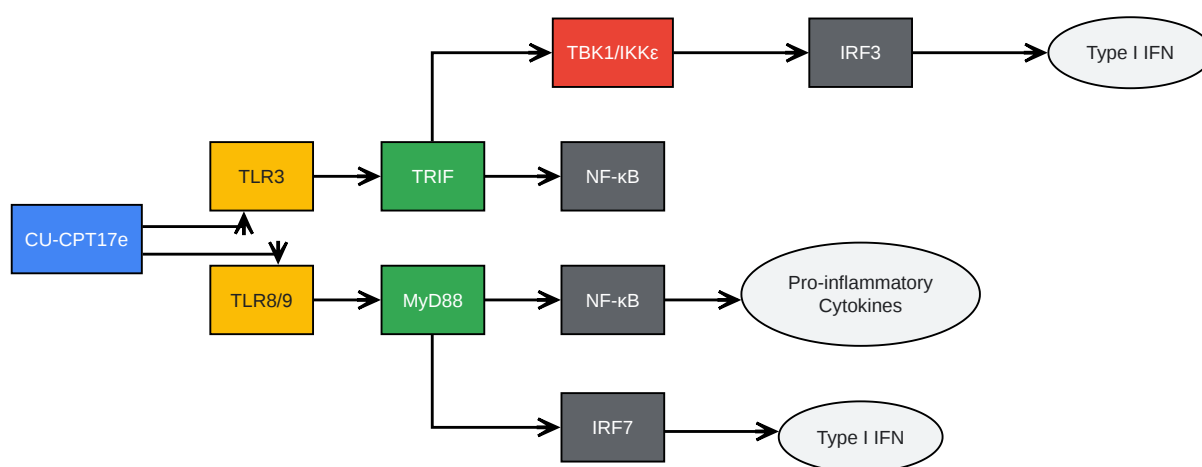 TBK1/IKKε
IRF3
Type I IFN
TLR3
TRIF
NF-κB
CU-CPT17e
TLR8/9
MyD88
NF-κB
Pro-inflammatory
Cytokines
IRF7
Type I IFN